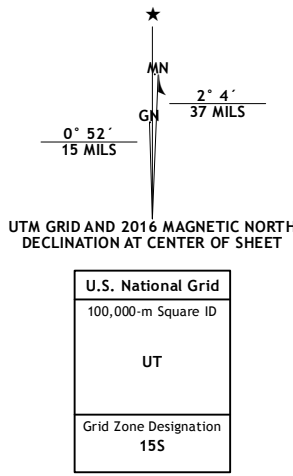 ★
MN
GN
2° 4´
37 MILS
0° 52´
15 MILS
UTM GRID AND 2016 MAGNETIC NORTH
DECLINATION AT CENTER OF SHEET
U.S. National Grid
100,000-m Square ID
UT
Grid Zone Designation
15S